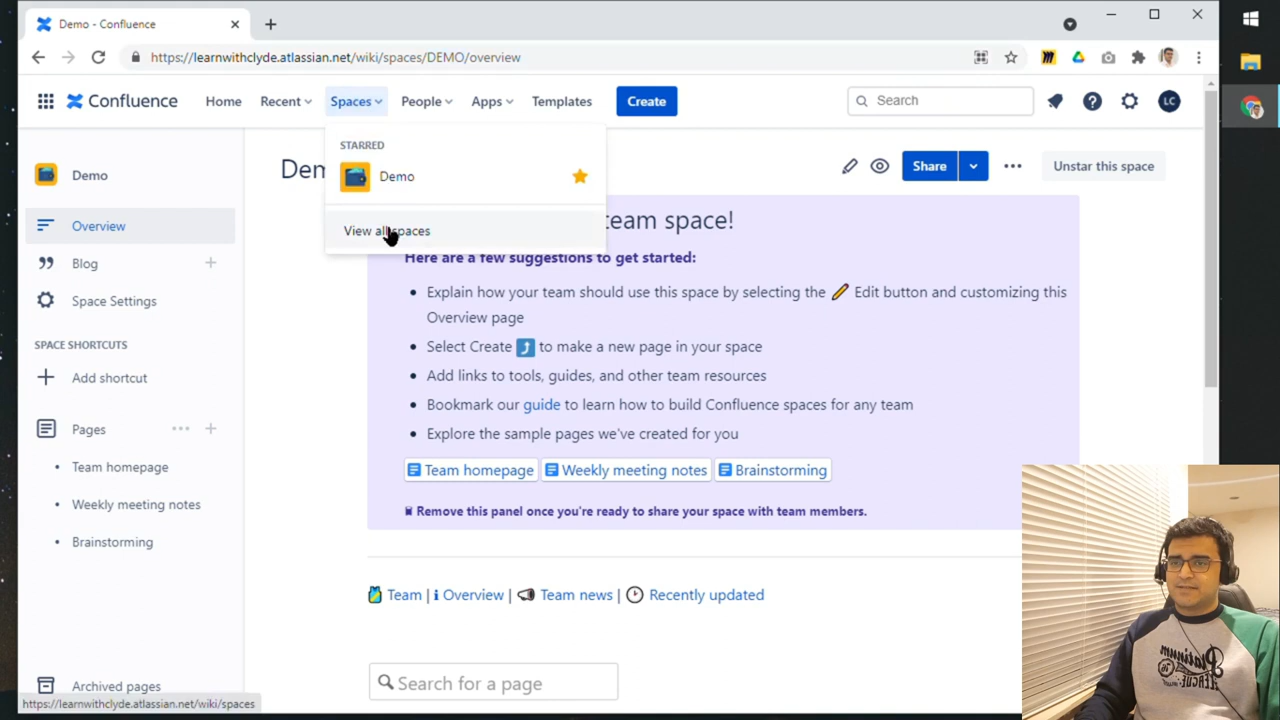 Demo - Confluence
https://learnwithclyde.atlassian.net/wiki/spaces/DEMO/overview
Confluence
Home
Recent
Spaces
People
Apps
Templates
Create
Search
LC
STARRED
Demo
View all spaces
Demo
Share
Unstar this space
Overview
Blog
Space Settings
SPACE SHORTCUTS
Add shortcut
Pages
Team homepage
Weekly meeting notes
Brainstorming
Archived pages
team space!
Here are a few suggestions to get started:
• Explain how your team should use this space by selecting the Edit button and customizing this
Overview page
• Select Create to make a new page in your space
• Add links to tools, guides, and other team resources
• Bookmark our guide to learn how to build Confluence spaces for any team
• Explore the sample pages we've created for you
Team homepage Weekly meeting notes Brainstorming
Remove this panel once you're ready to share your space with team members.
Team | Overview | Team news | Recently updated
Search for a page
https://learnwithclyde.atlassian.net/wiki/spaces
Platinum
LEAGUE